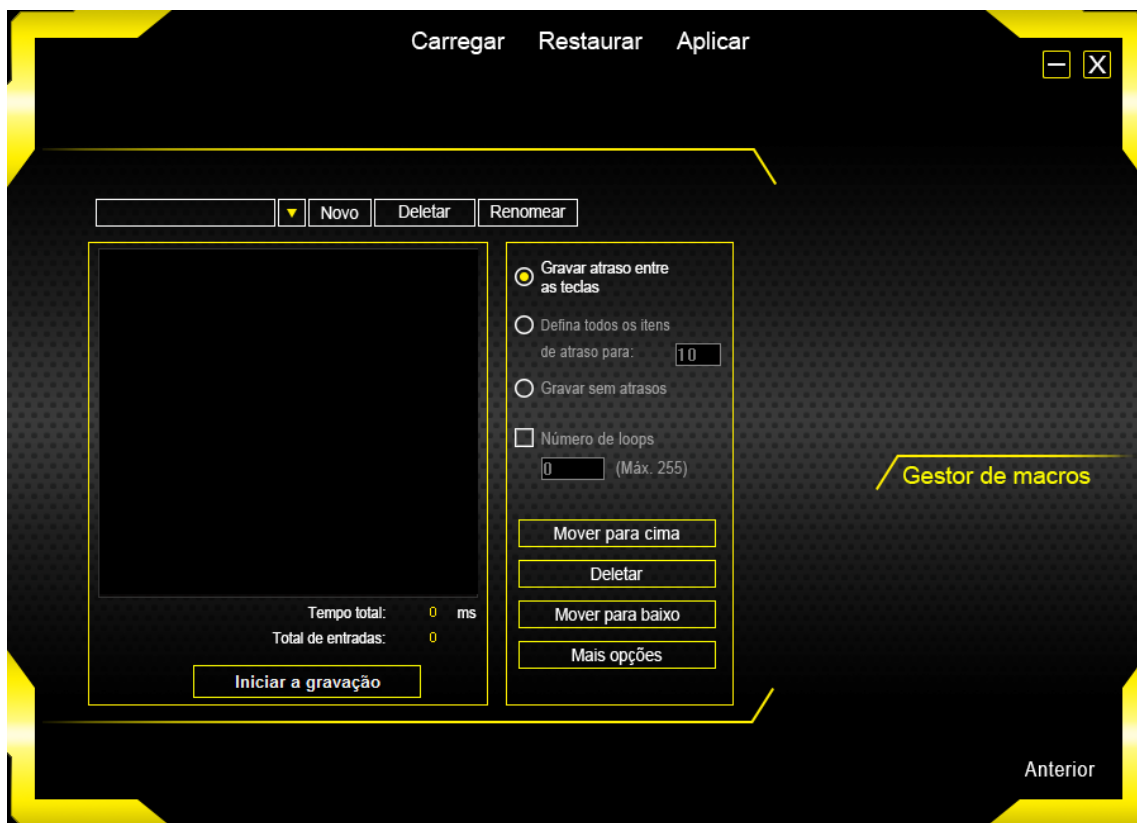 Carregar Restaurar Aplicar
— X
▼ Novo Deletar Renomear
Gravar atraso entre
as teclas
Defina todos os itens
de atraso para: 10
Gravar sem atrasos
Número de loops
0 (Máx. 255)
Gestor de macros
Mover para cima
Deletar
Mover para baixo
Mais opções
Tempo total: 0 ms
Total de entradas: 0
Iniciar a gravação
Anterior